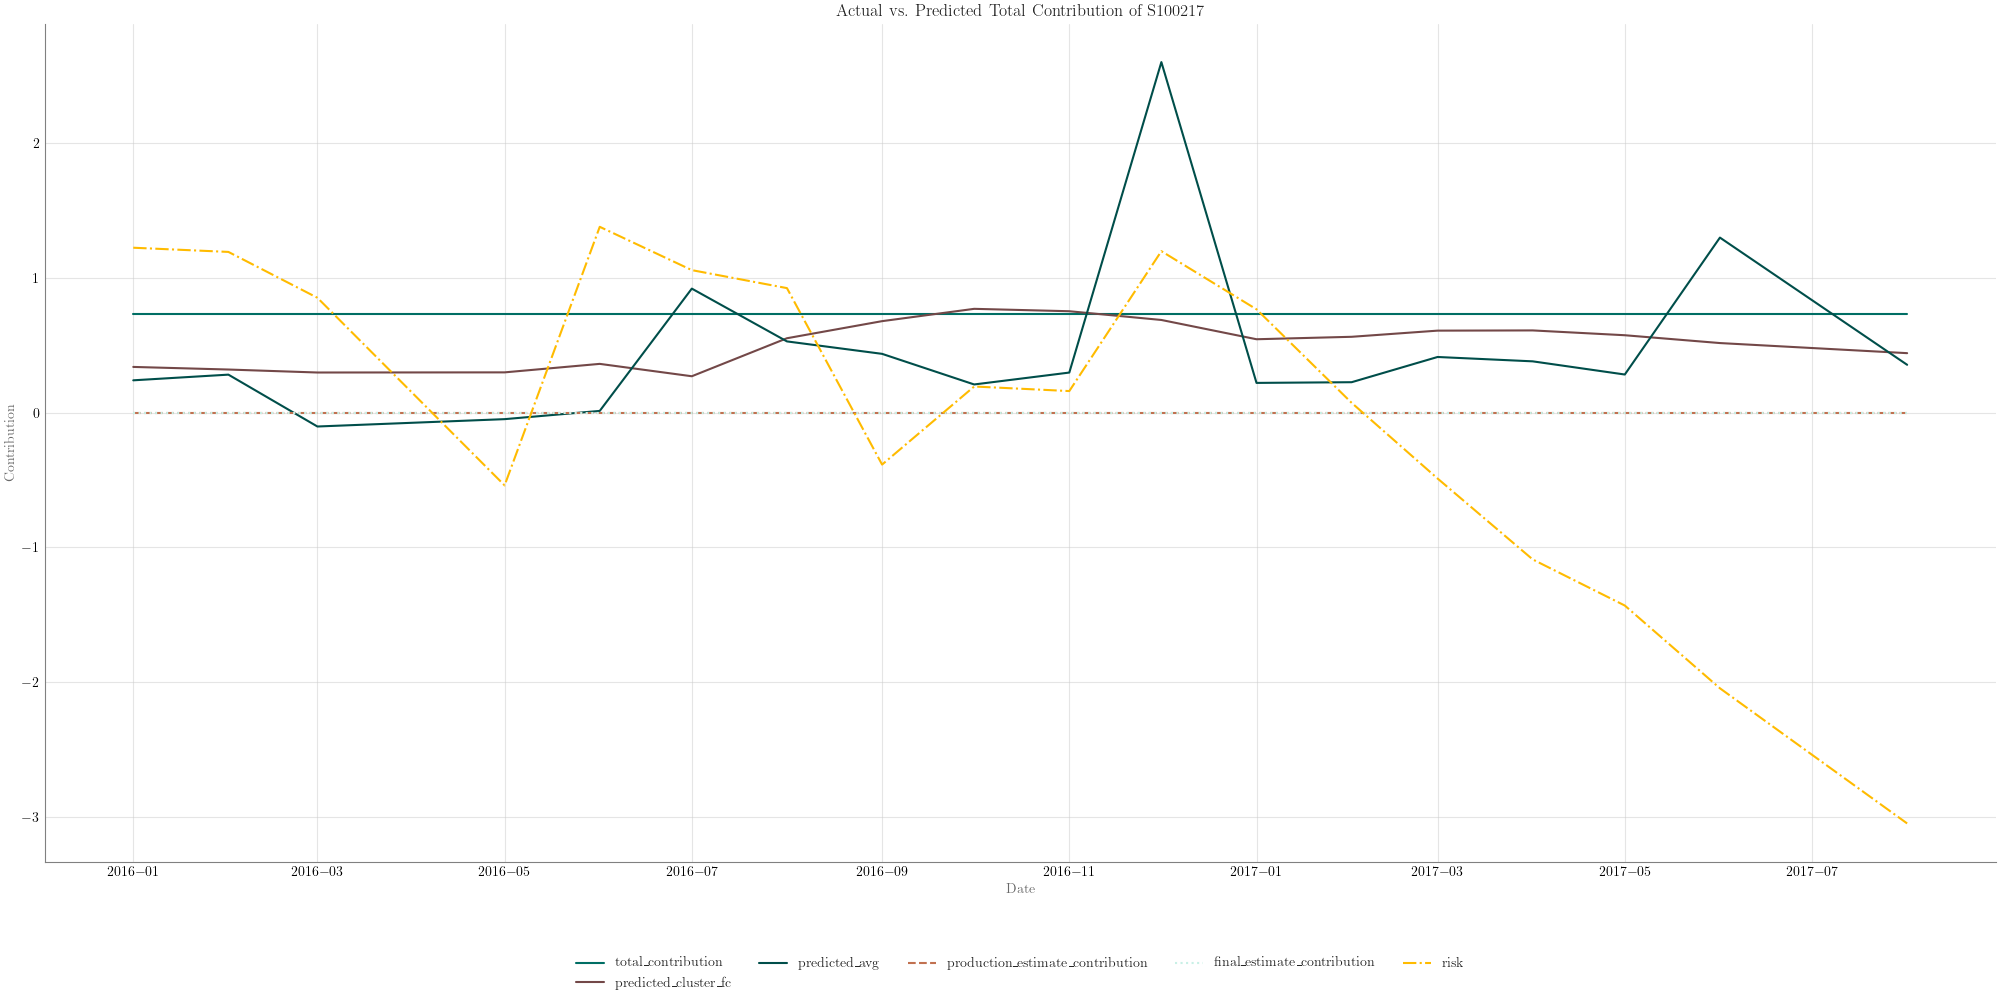 Actual vs. Predicted Total Contribution of S100217
2
1
0
−1
−2
−3
Contribution
2016−01 2016−03 2016−05 2016−07 2016−09 2016−11 2017−01 2017−03 2017−05 2017−07
Date
total_contribution predicted_avg production_estimate_contribution final_estimate_contribution risk
predicted_cluster_fc